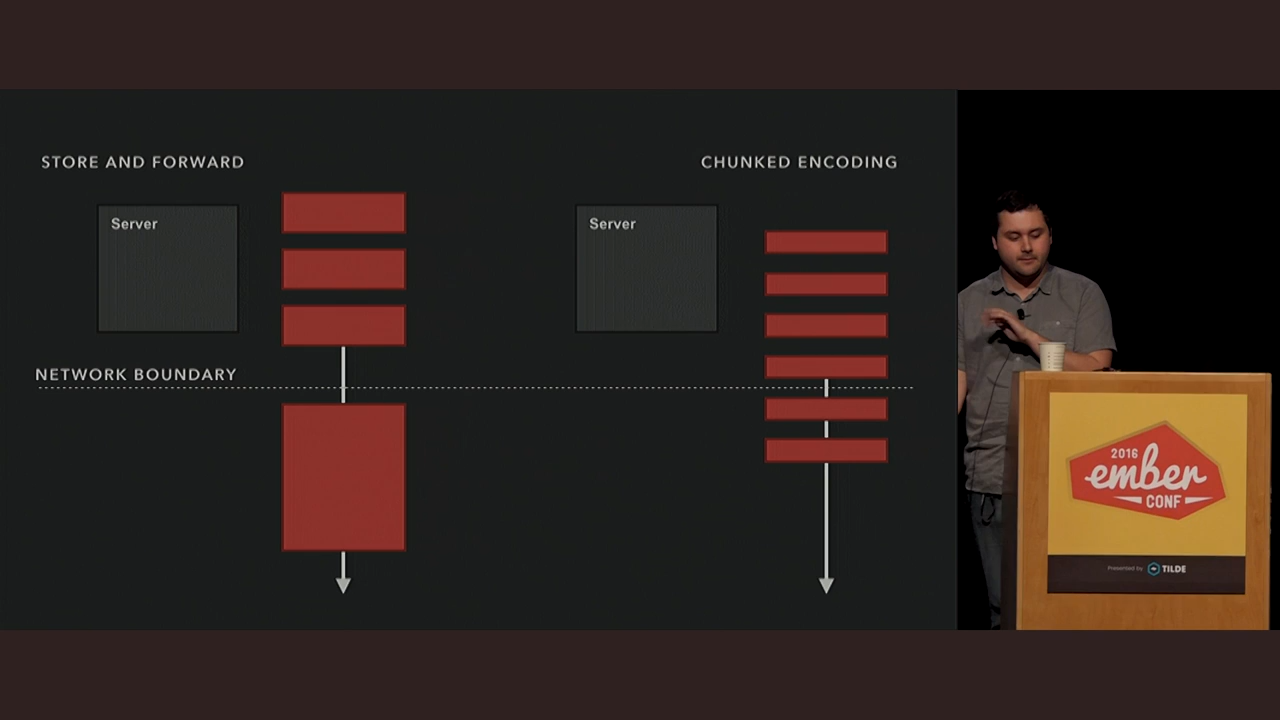 STORE AND FORWARD
CHUNKED ENCODING
Server
Server
NETWORK BOUNDARY
2016
ember
CONF
Presented by TILDE